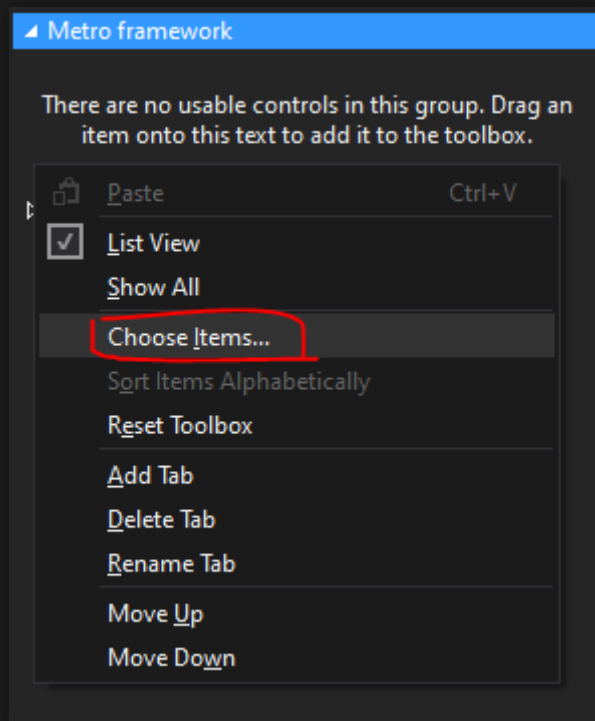 Metro framework
There are no usable controls in this group. Drag an
item onto this text to add it to the toolbox.
Paste Ctrl+V
List View
Show All
Choose Items...
Sort Items Alphabetically
Reset Toolbox
Add Tab
Delete Tab
Rename Tab
Move Up
Move Down